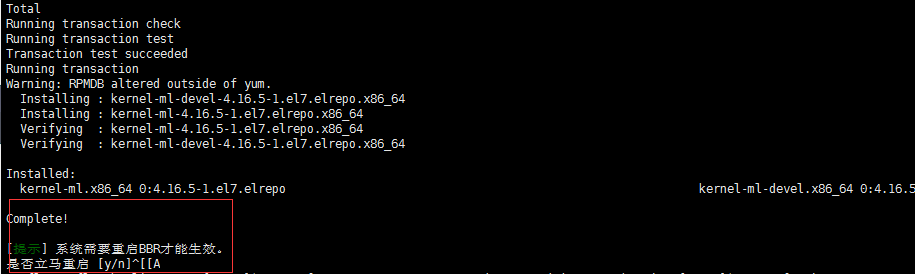 Total
Running transaction check
Running transaction test
Transaction test succeeded
Running transaction
Warning: RPMDB altered outside of yum.
  Installing : kernel-ml-devel-4.16.5-1.el7.elrepo.x86_64
  Installing : kernel-ml-4.16.5-1.el7.elrepo.x86_64
  Verifying  : kernel-ml-4.16.5-1.el7.elrepo.x86_64
  Verifying  : kernel-ml-devel-4.16.5-1.el7.elrepo.x86_64
Installed:
  kernel-ml.x86_64 0:4.16.5-1.el7.elrepo kernel-ml-devel.x86_64 0:4.16.5
Complete!
[提示] 系统需要重启BBR才能生效。
是否立马重启 [y/n]^[[A